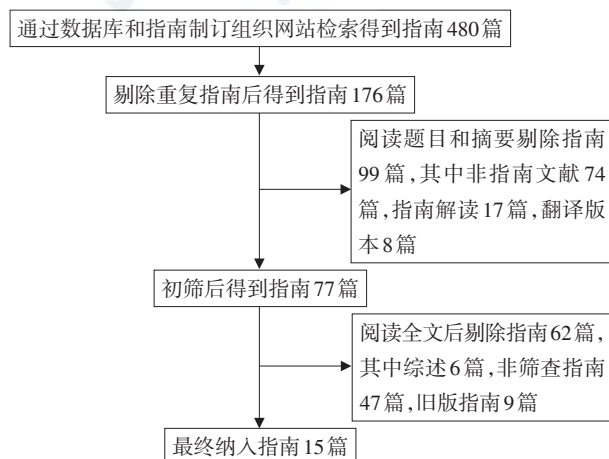 通过数据库和指南制订组织网站检索得到指南480篇
剔除重复指南后得到指南176篇
阅读题目和摘要剔除指南
99篇,其中非指南文献74
篇,指南解读17篇,翻译版
本8篇
初筛后得到指南77篇
阅读全文后剔除指南62篇,
其中综述6篇,非筛查指南
47篇,旧版指南9篇
最终纳入指南15篇